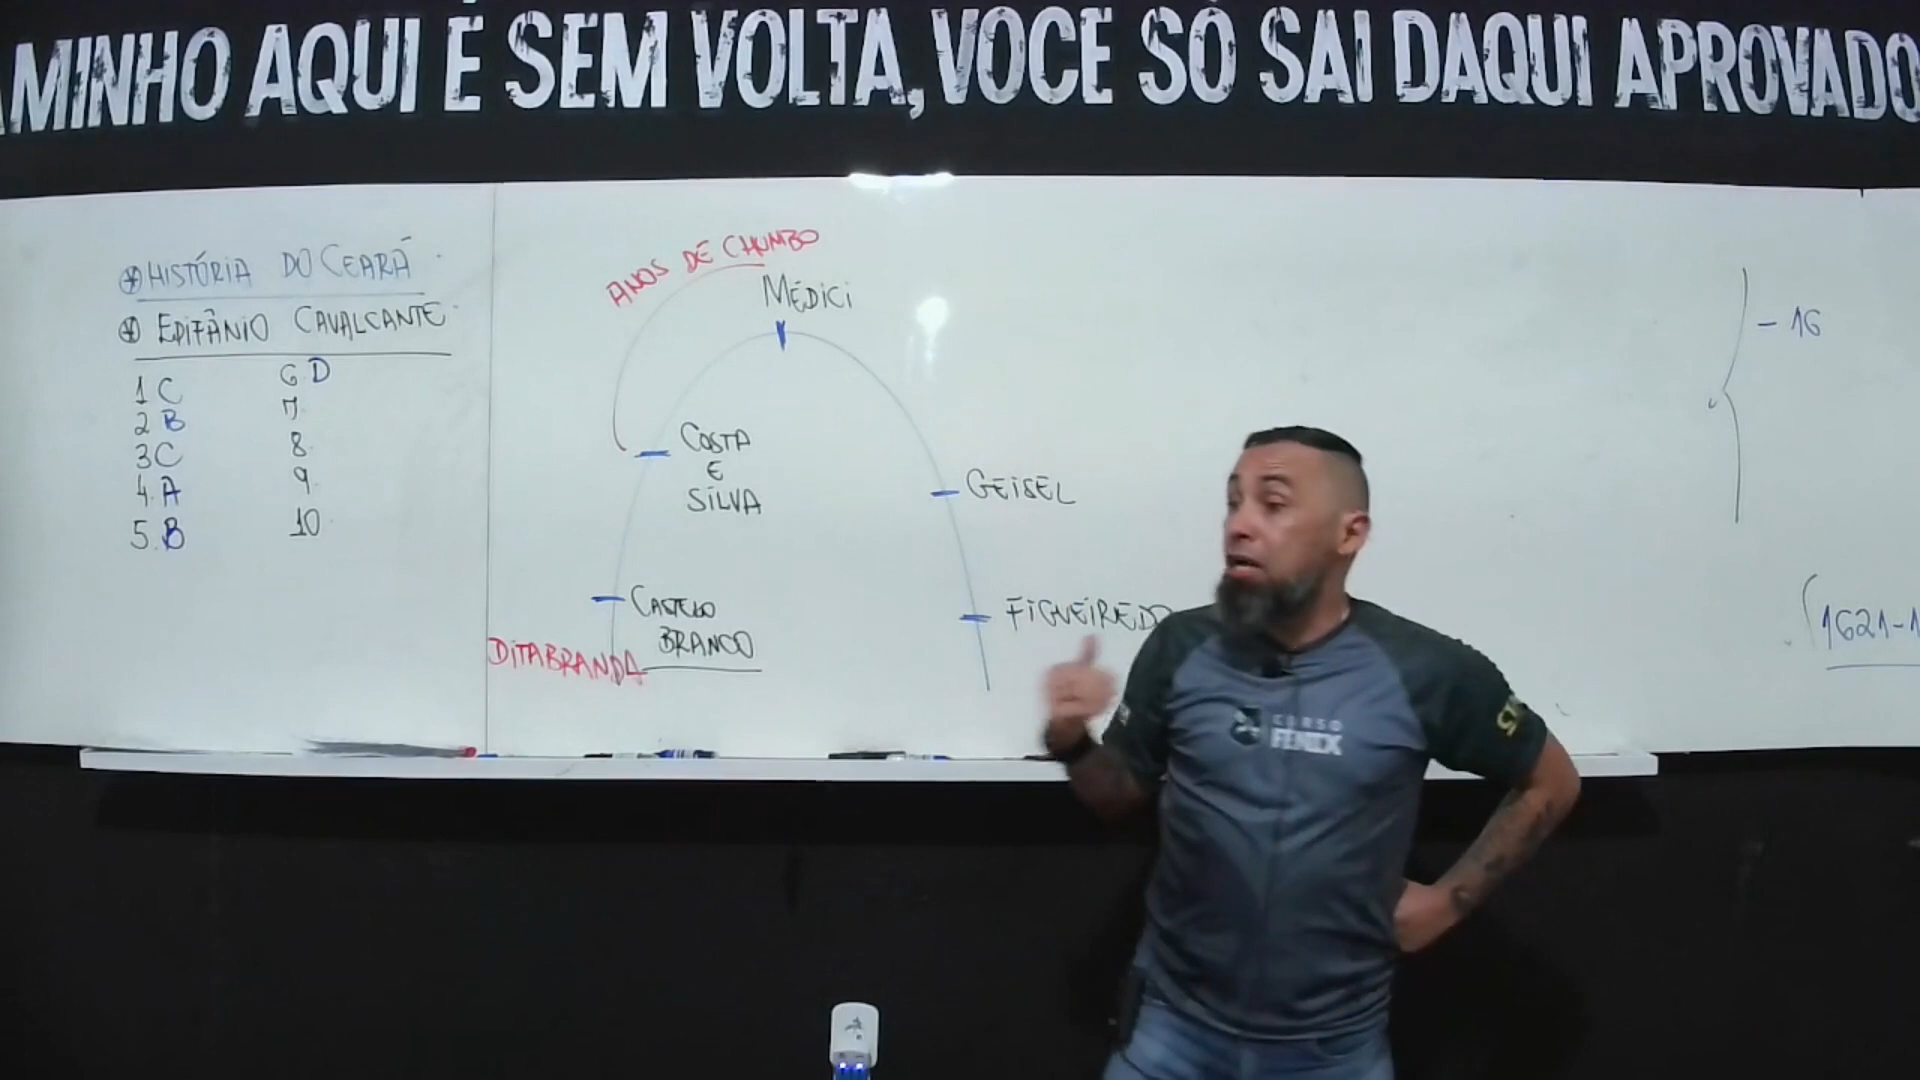 MINHO AQUI É SEM VOLTA, VOCE SÓ SAI DAQUI APROVADO
HISTÓRIA DO CEARÁ
EPIFÂNIO CAVALCANTE
1 C
2 B
3 C
4. A
5. B
6 D
7.
8.
9.
10
ANOS DE CHUMBO
MÉDICI
COSTA
E
SILVA
CASTELO
BRANCO
DITABRANDA
GEISEL
FIGUEIREDO
- 16
1621-1
CURSO
FENIX